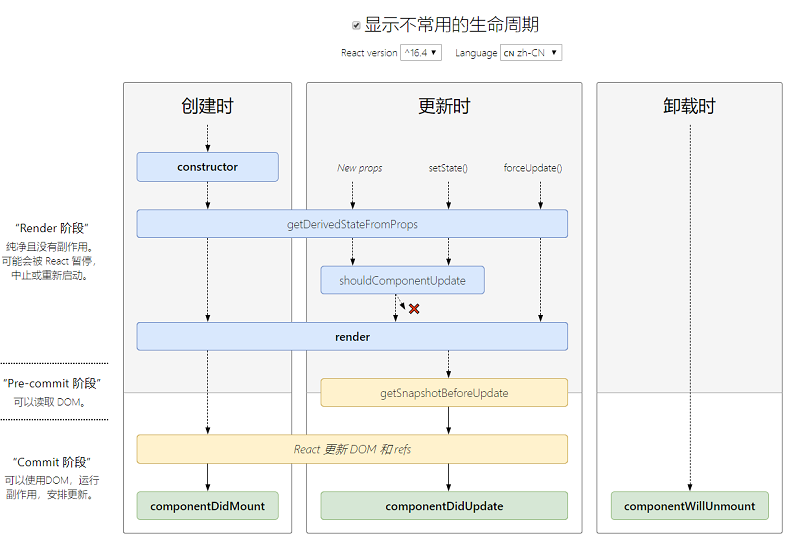 显示不常用的生命周期
React version ^16.4 Language CN zh-CN
创建时
更新时
卸载时
constructor
New props
setState()
forceUpdate()
getDerivedStateFromProps
shouldComponentUpdate
render
"Render 阶段"
纯净且没有副作用。
可能会被 React 暂停，
中止或重新启动。
"Pre-commit 阶段"
可以读取 DOM。
getSnapshotBeforeUpdate
"Commit 阶段"
可以使用DOM，运行
副作用，安排更新。
React 更新 DOM 和 refs
componentDidMount
componentDidUpdate
componentWillUnmount